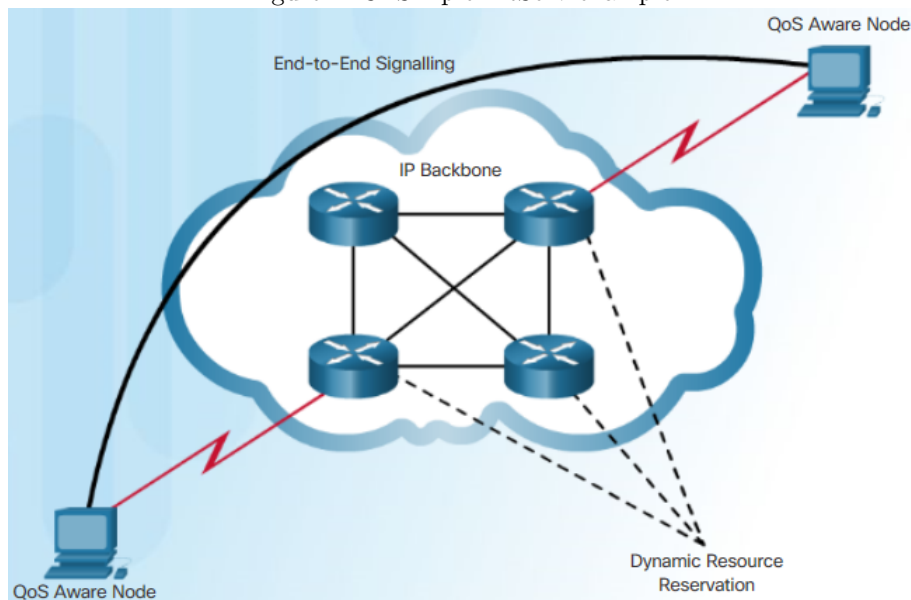 QoS Aware Node
End-to-End Signalling
IP Backbone
Dynamic Resource
Reservation
QoS Aware Node